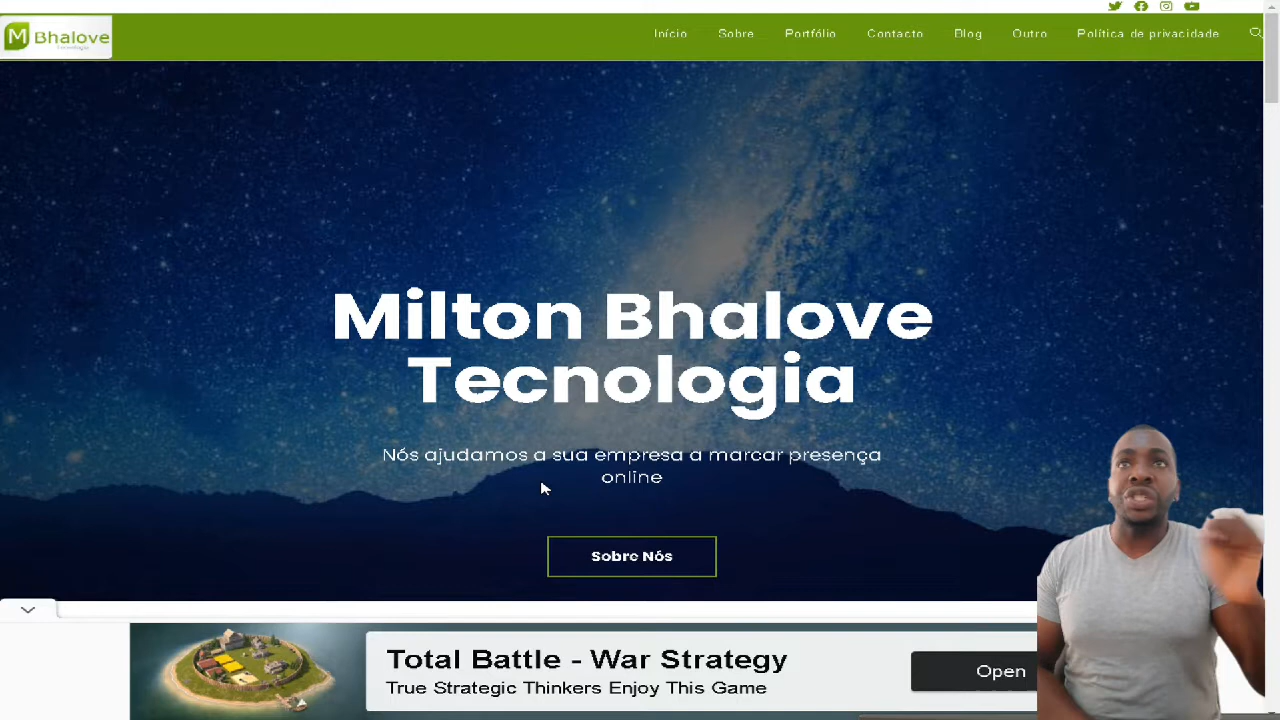 M Bhalove
Tecnologia
Início Sobre Portfólio Contacto Blog Outro Política de privacidade
Milton Bhalove
Tecnologia
Nós ajudamos a sua empresa a marcar presença
online
Sobre Nós
Total Battle - War Strategy
True Strategic Thinkers Enjoy This Game
Open